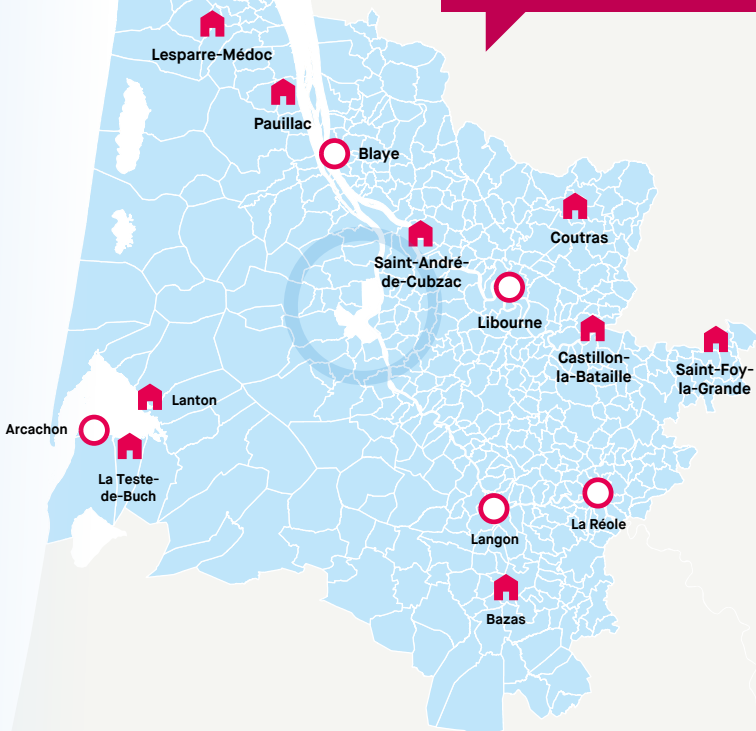 Lesparre-Médoc
Pauillac
Blaye
Coutras
Saint-André-
de-Cubzac
Libourne
Castillon-
la-Bataille
Saint-Foy-
la-Grande
Lanton
Arcachon
La Teste-
de-Buch
La Réole
Langon
Bazas